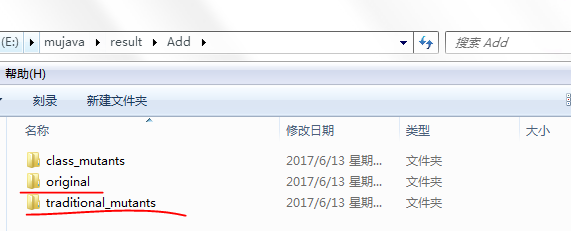 (E:) mujava result Add 搜索 Add
帮助(H)
刻录 新建文件夹
名称 修改日期 类型 大小
class_mutants 2017/6/13 星期... 文件夹
original 2017/6/13 星期... 文件夹
traditional_mutants 2017/6/13 星期... 文件夹